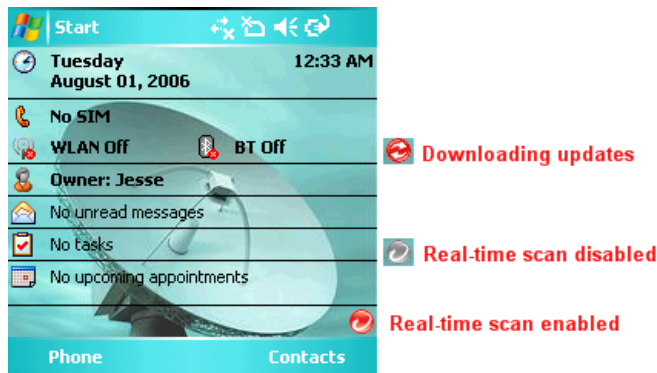 Start
Tuesday 12:33 AM
August 01, 2006
No SIM
WLAN Off BT Off
Downloading updates
Owner: Jesse
No unread messages
No tasks
Real-time scan disabled
No upcoming appointments
Real-time scan enabled
Phone Contacts